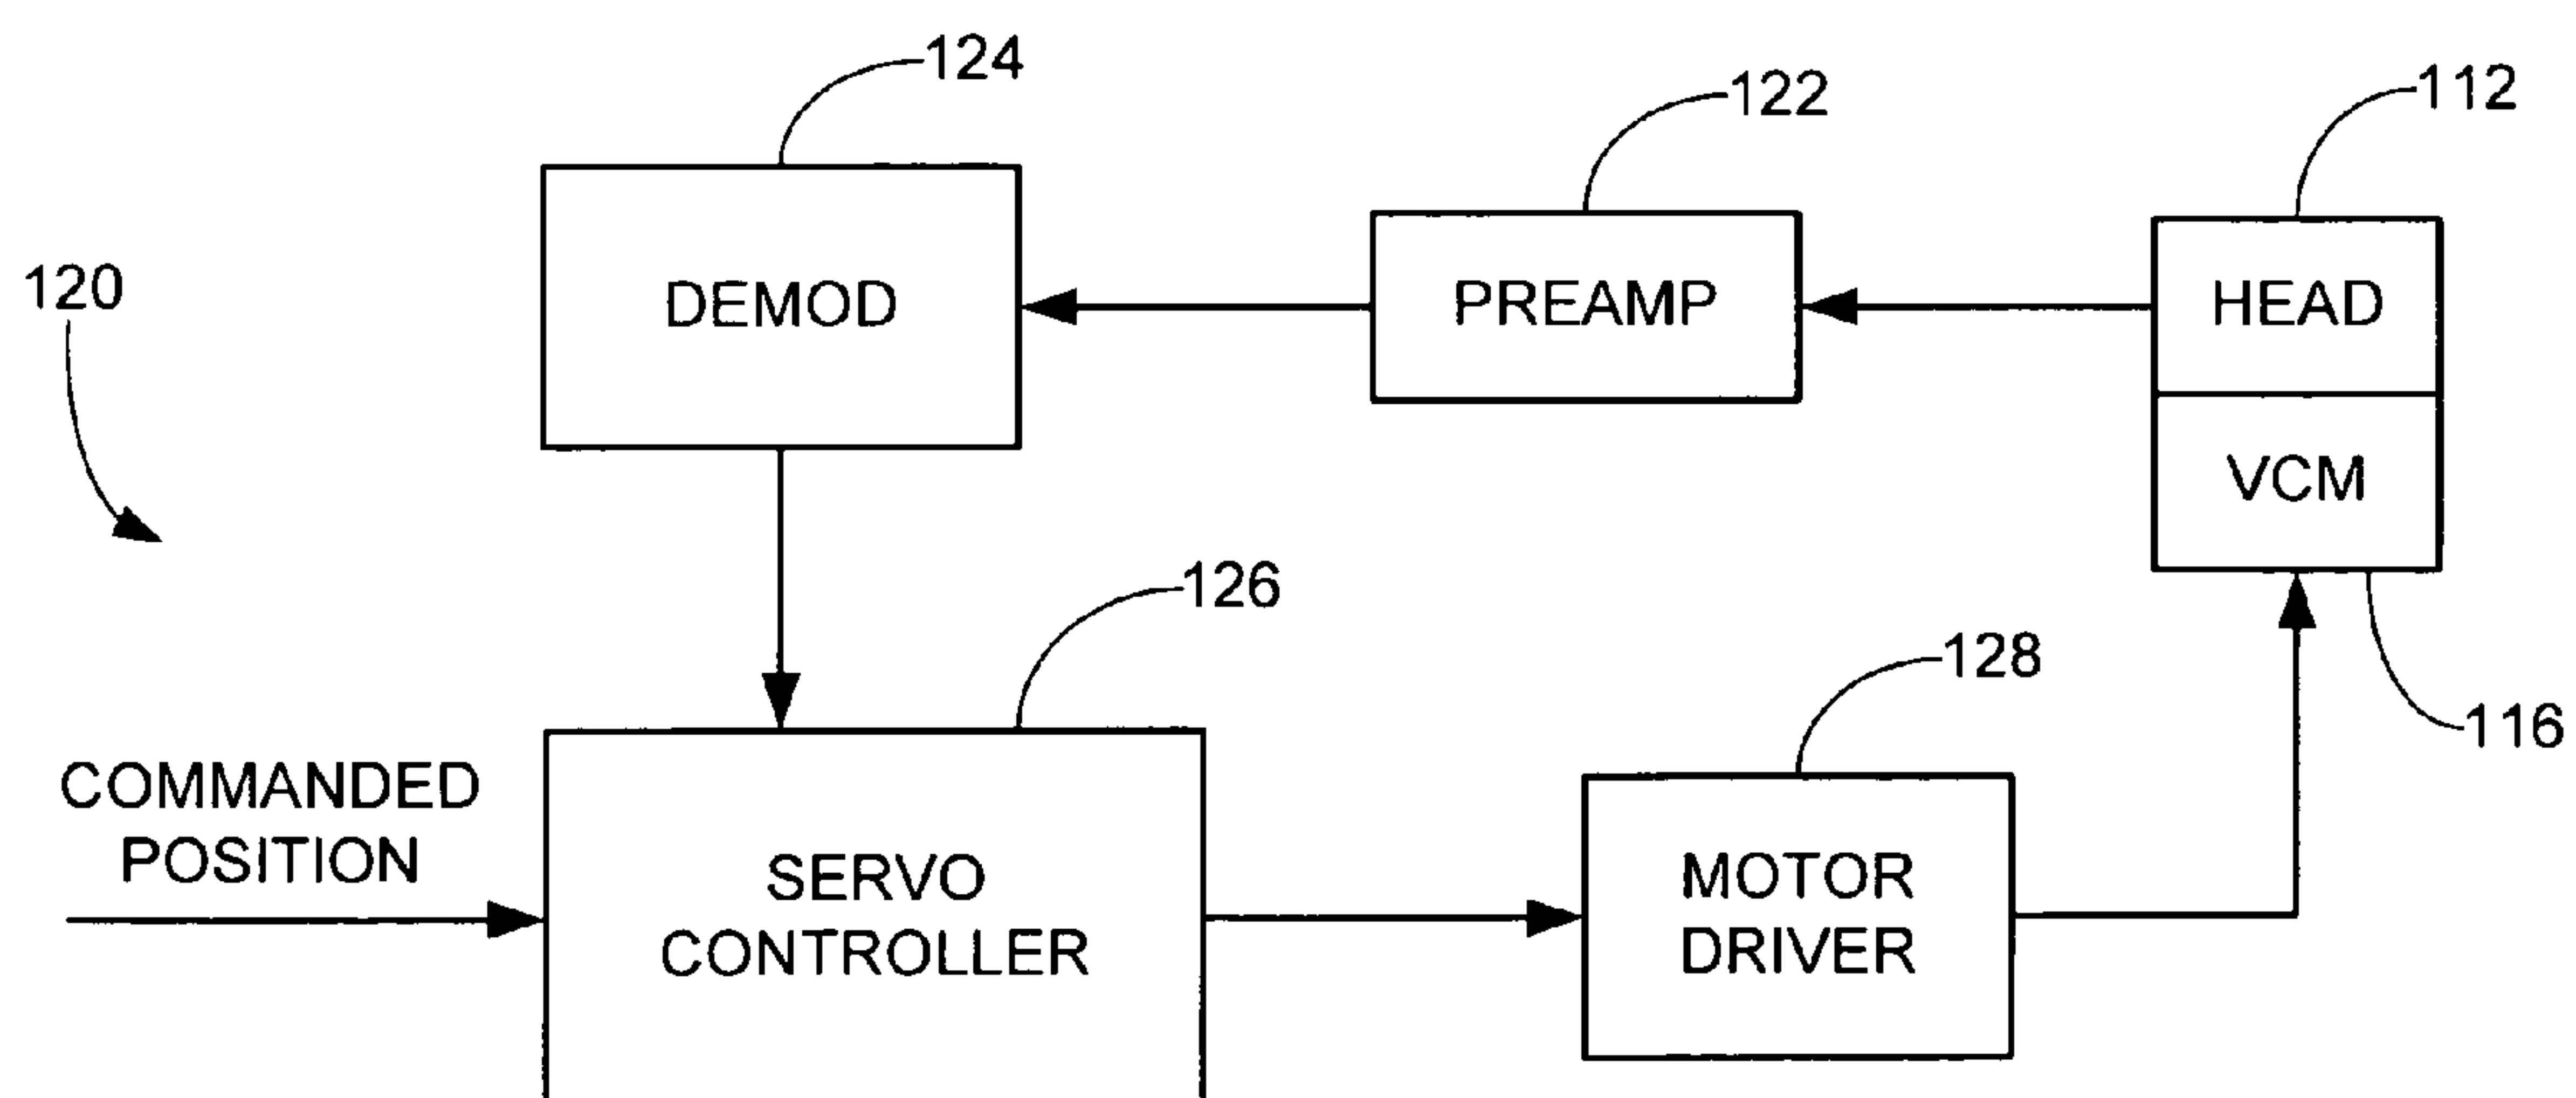 124
122
112
120
DEMOD
PREAMP
HEAD
VCM
126
128
116
COMMANDED
POSITION
SERVO
CONTROLLER
MOTOR
DRIVER